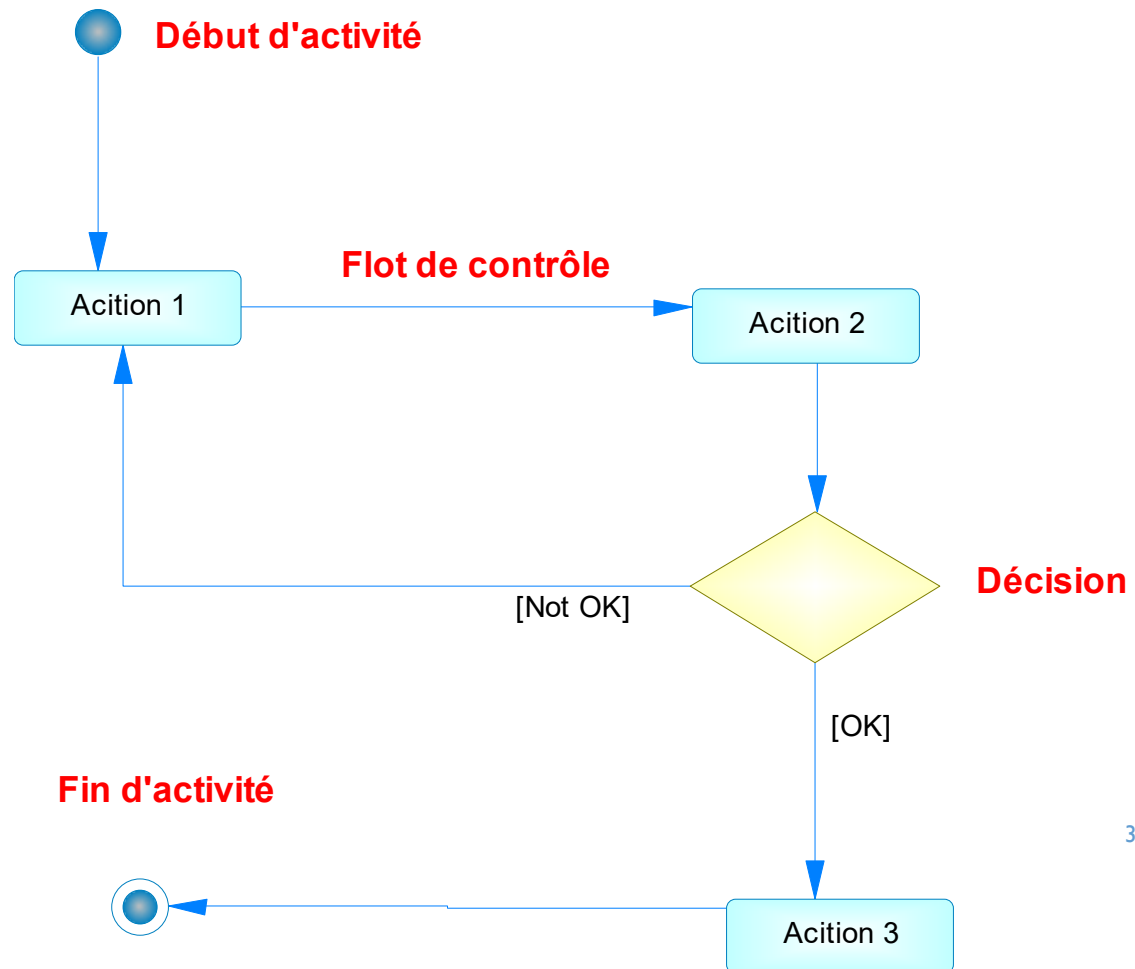 Début d'activité
Flot de contrôle
Acition 1
Acition 2
Décision
[Not OK]
[OK]
Fin d'activité
3
Acition 3